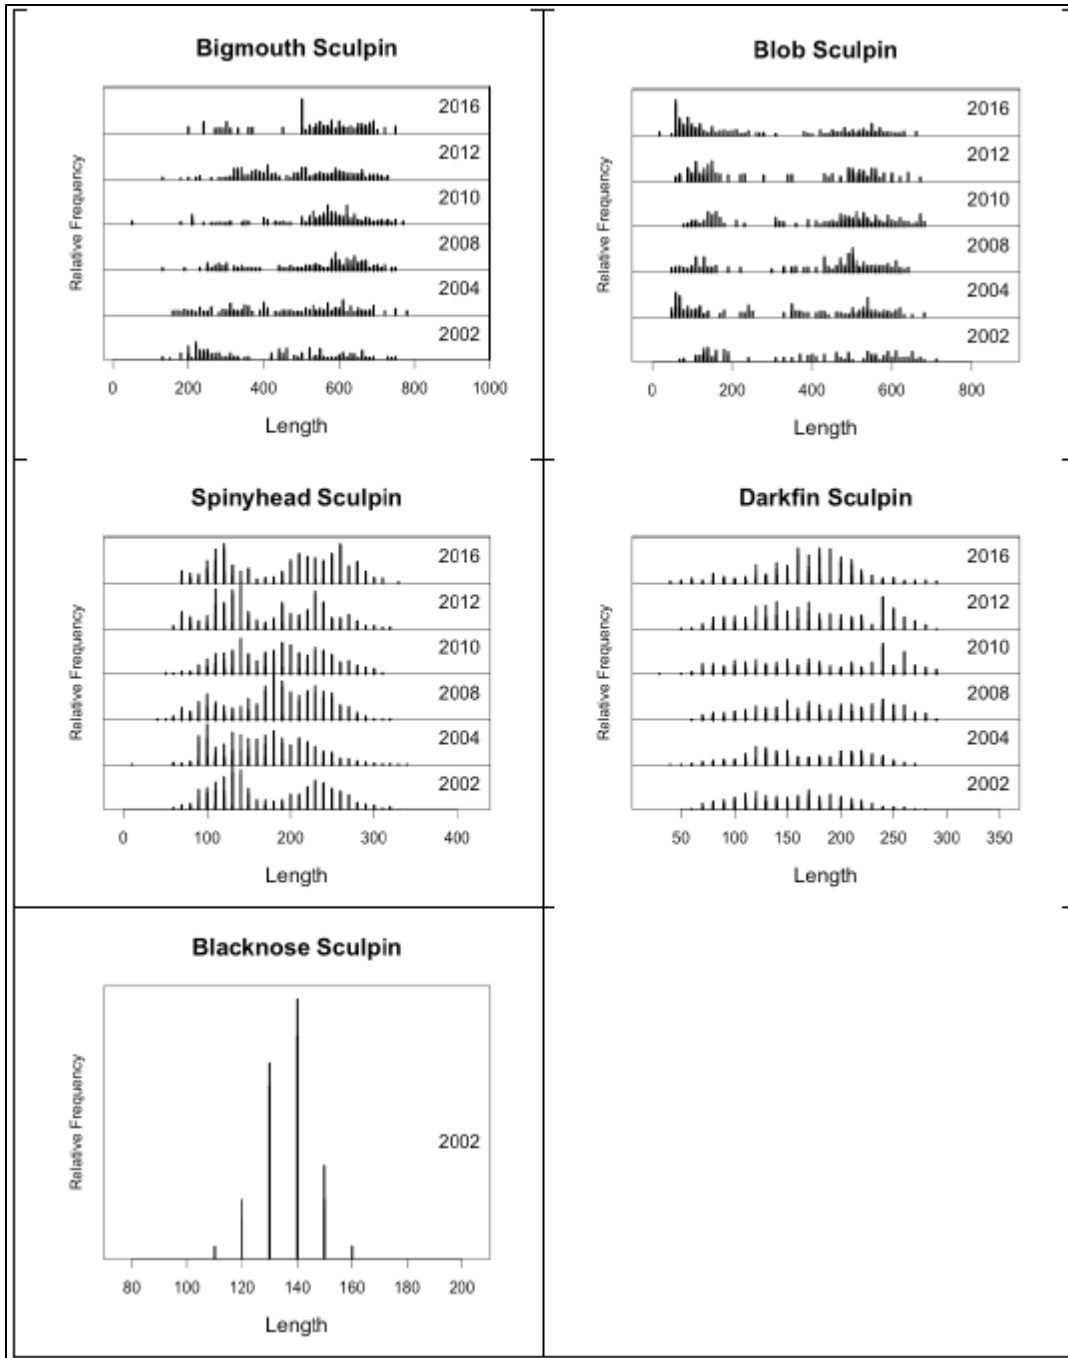 Bigmouth Sculpin
Relative Frequency
2016
2012
2010
2008
2004
2002
0 200 400 600 800 1000
Length
Blob Sculpin
Relative Frequency
2016
2012
2010
2008
2004
2002
0 200 400 600 800
Length
Spinyhead Sculpin
Relative Frequency
2016
2012
2010
2008
2004
2002
0 100 200 300 400
Length
Darkfin Sculpin
Relative Frequency
2016
2012
2010
2008
2004
2002
50 100 150 200 250 300 350
Length
Blacknose Sculpin
Relative Frequency
2002
80 100 120 140 160 180 200
Length